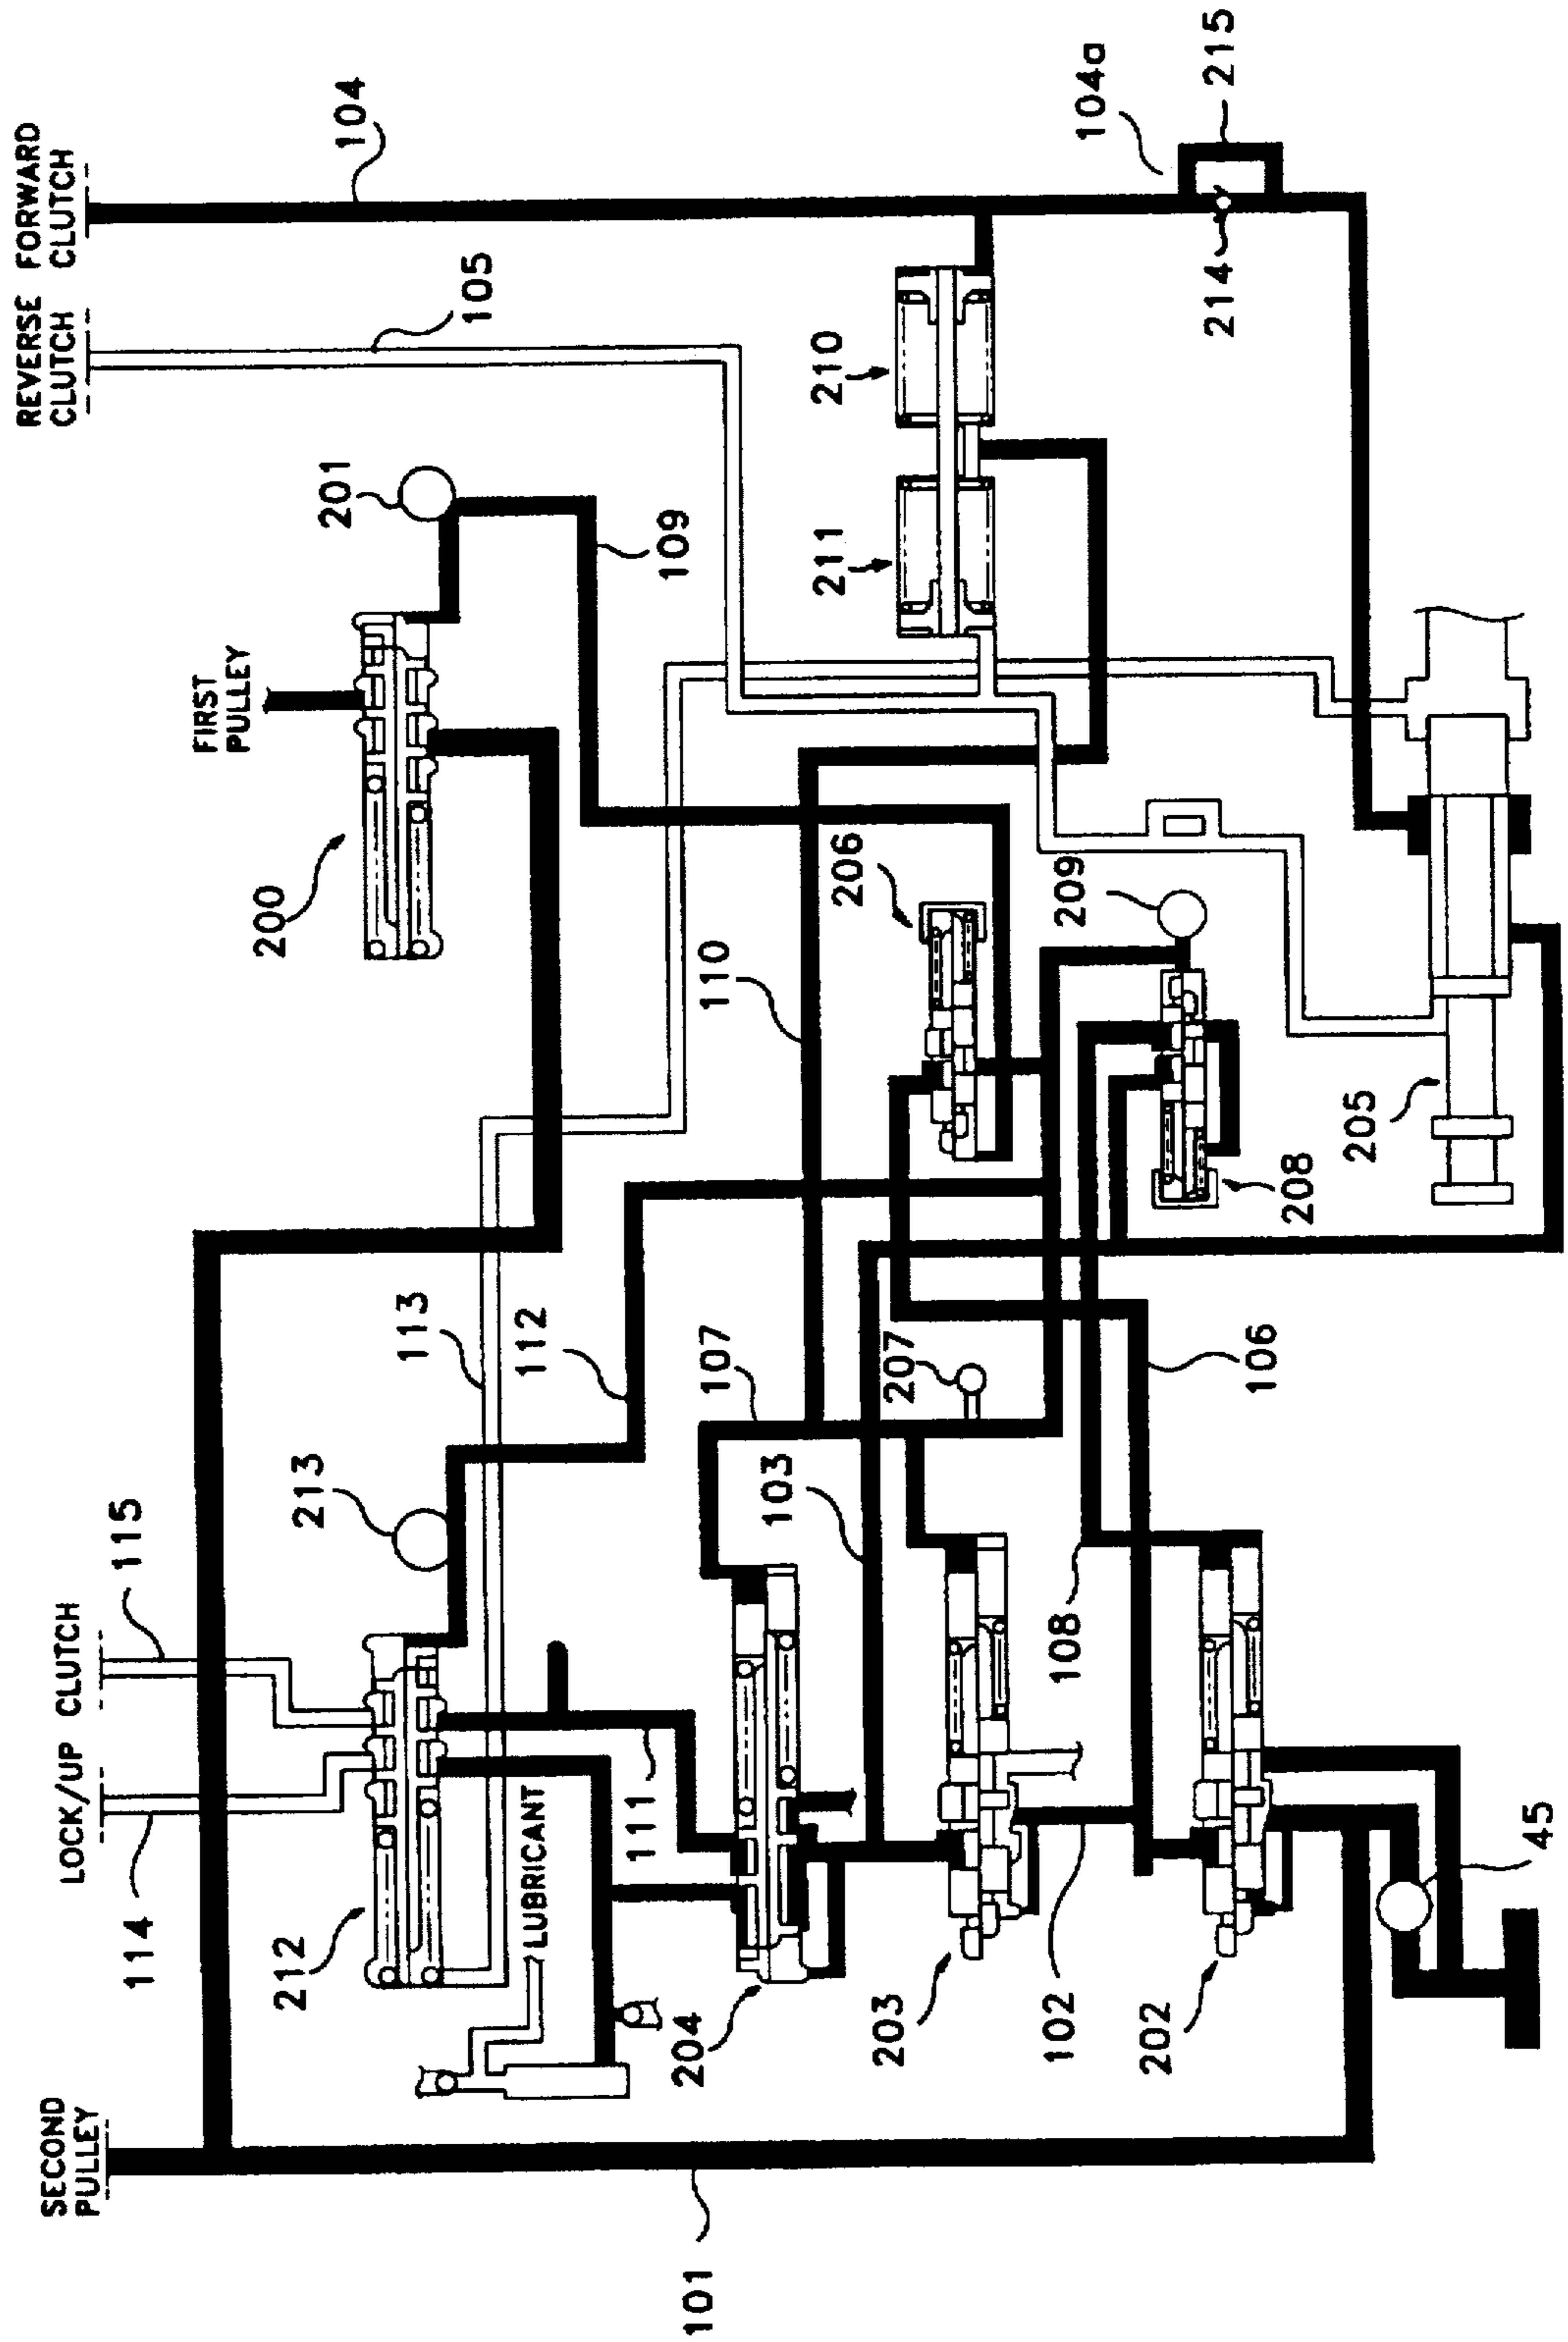 SECOND
PULLEY
LOCK/UP CLUTCH
FIRST
PULLEY
REVERSE
CLUTCH
FORWARD
CLUTCH
LUBRICANT
101
114
115
212
213
113
112
200
201
105
104
109
111
204
107
110
211
210
104a
215
214
203
103
207
206
209
102
108
106
208
205
202
45